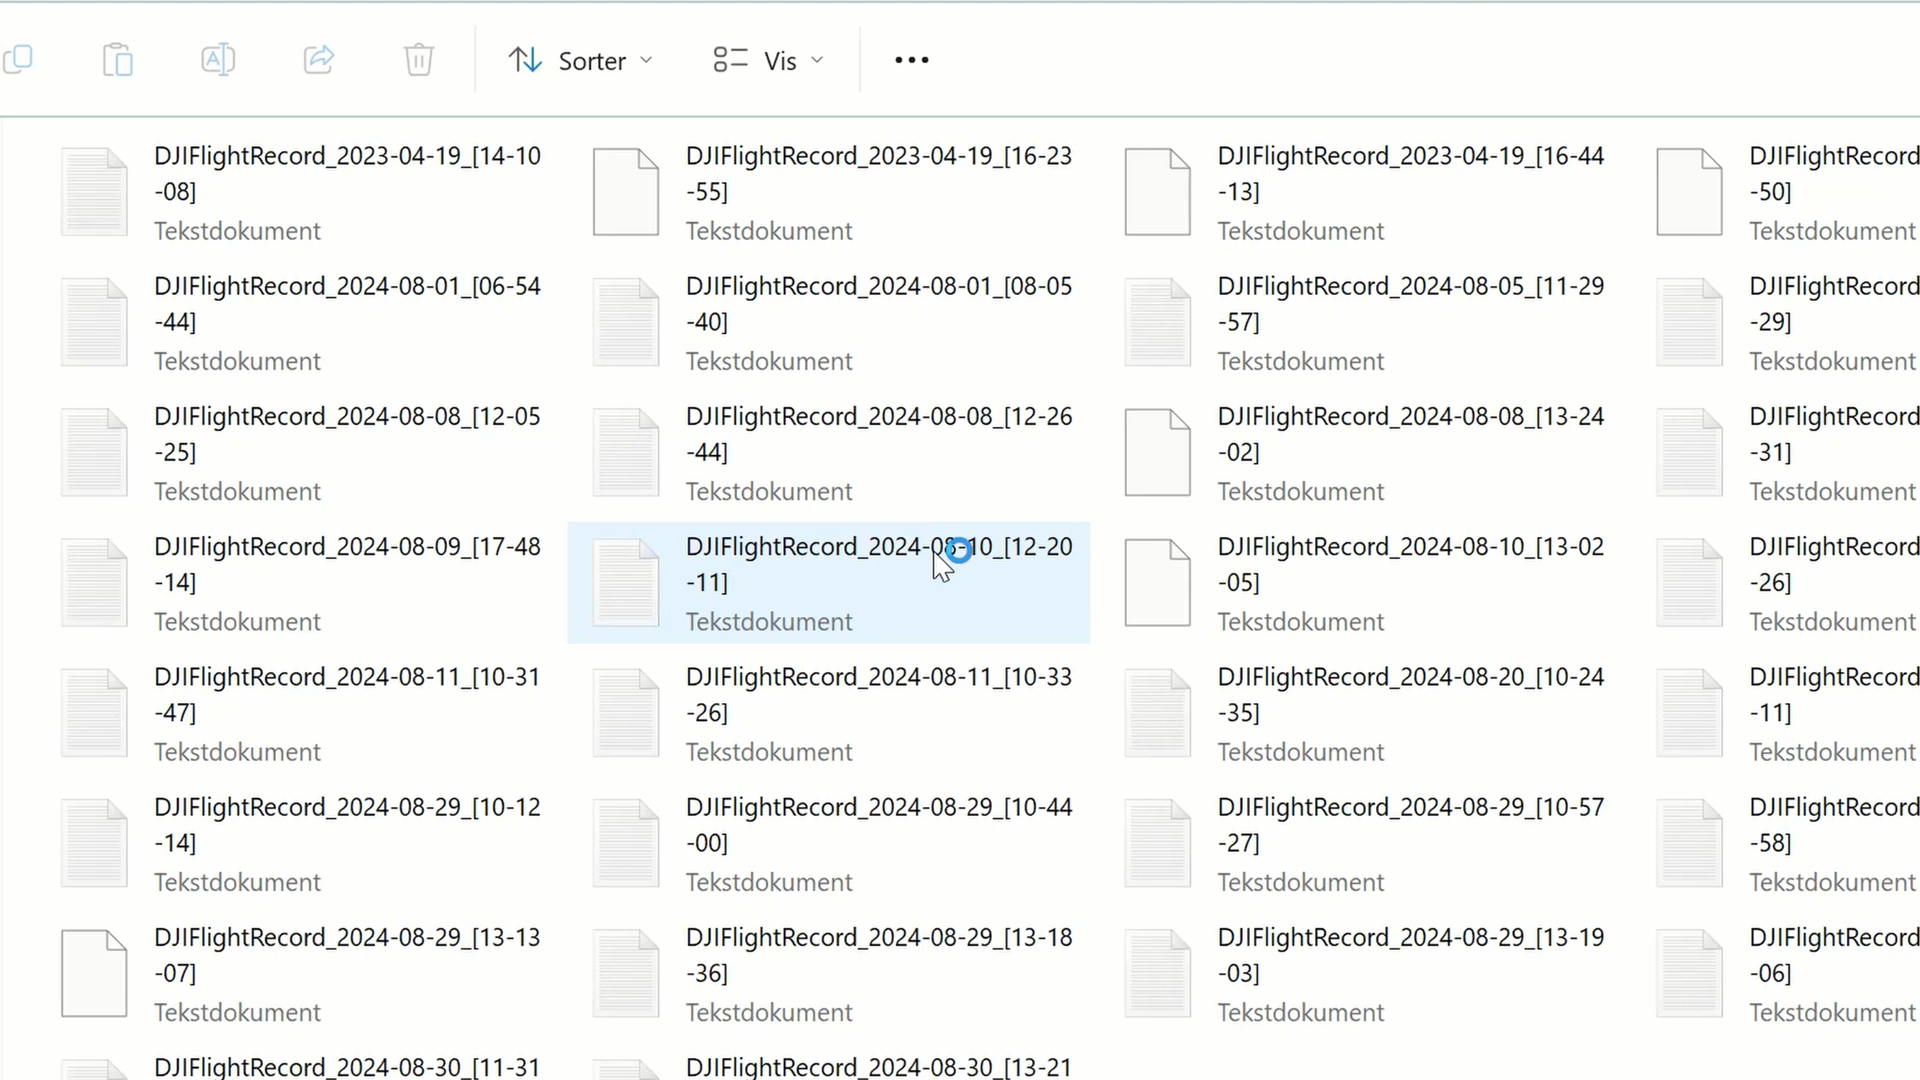 Sorter
Vis
DJIFlightRecord_2023-04-19_[14-10
-08]
Tekstdokument
DJIFlightRecord_2023-04-19_[16-23
-55]
Tekstdokument
DJIFlightRecord_2023-04-19_[16-44
-13]
Tekstdokument
DJIFlightRecord
-50]
Tekstdokument
DJIFlightRecord_2024-08-01_[06-54
-44]
Tekstdokument
DJIFlightRecord_2024-08-01_[08-05
-40]
Tekstdokument
DJIFlightRecord_2024-08-05_[11-29
-57]
Tekstdokument
DJIFlightRecord
-29]
Tekstdokument
DJIFlightRecord_2024-08-08_[12-05
-25]
Tekstdokument
DJIFlightRecord_2024-08-08_[12-26
-44]
Tekstdokument
DJIFlightRecord_2024-08-08_[13-24
-02]
Tekstdokument
DJIFlightRecord
-31]
Tekstdokument
DJIFlightRecord_2024-08-09_[17-48
-14]
Tekstdokument
DJIFlightRecord_2024-08-10_[12-20
-11]
Tekstdokument
DJIFlightRecord_2024-08-10_[13-02
-05]
Tekstdokument
DJIFlightRecord
-26]
Tekstdokument
DJIFlightRecord_2024-08-11_[10-31
-47]
Tekstdokument
DJIFlightRecord_2024-08-11_[10-33
-26]
Tekstdokument
DJIFlightRecord_2024-08-20_[10-24
-35]
Tekstdokument
DJIFlightRecord
-11]
Tekstdokument
DJIFlightRecord_2024-08-29_[10-12
-14]
Tekstdokument
DJIFlightRecord_2024-08-29_[10-44
-00]
Tekstdokument
DJIFlightRecord_2024-08-29_[10-57
-27]
Tekstdokument
DJIFlightRecord
-58]
Tekstdokument
DJIFlightRecord_2024-08-29_[13-13
-07]
Tekstdokument
DJIFlightRecord_2024-08-29_[13-18
-36]
Tekstdokument
DJIFlightRecord_2024-08-29_[13-19
-03]
Tekstdokument
DJIFlightRecord
-06]
Tekstdokument
DJIFlightRecord_2024-08-30_[11-31
DJIFlightRecord_2024-08-30_[13-21